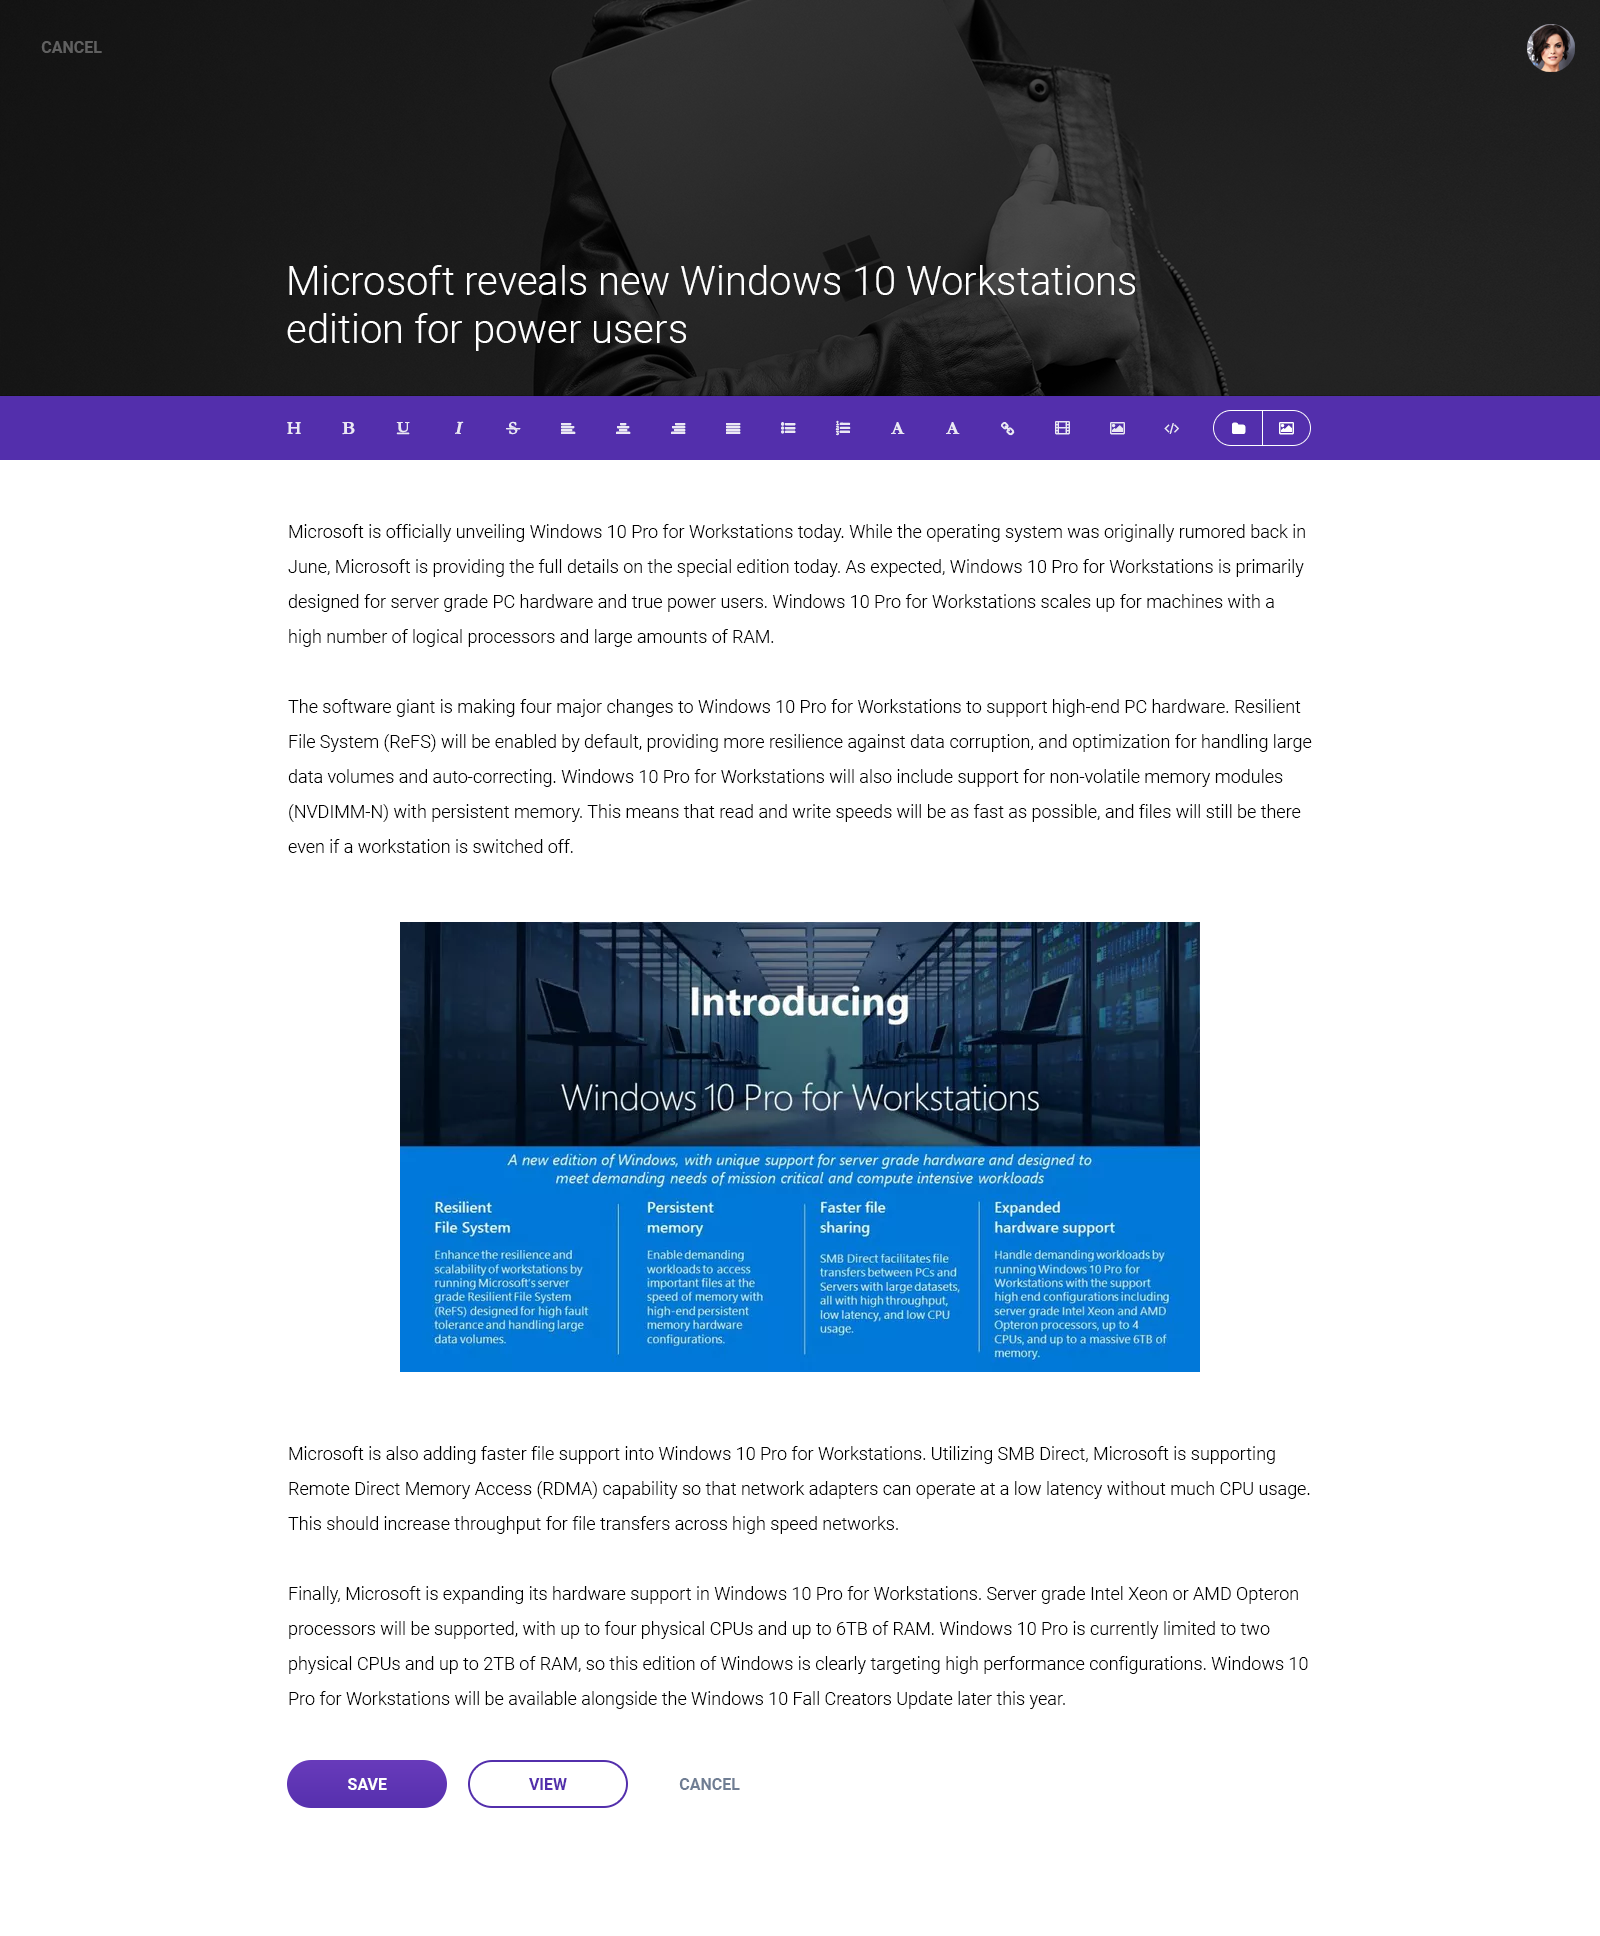 CANCEL
Microsoft reveals new Windows 10 Workstations
edition for power users
H B U I S A A
Microsoft is officially unveiling Windows 10 Pro for Workstations today. While the operating system was originally rumored back in
June, Microsoft is providing the full details on the special edition today. As expected, Windows 10 Pro for Workstations is primarily
designed for server grade PC hardware and true power users. Windows 10 Pro for Workstations scales up for machines with a
high number of logical processors and large amounts of RAM.
The software giant is making four major changes to Windows 10 Pro for Workstations to support high-end PC hardware. Resilient
File System (ReFS) will be enabled by default, providing more resilience against data corruption, and optimization for handling large
data volumes and auto-correcting. Windows 10 Pro for Workstations will also include support for non-volatile memory modules
(NVDIMM-N) with persistent memory. This means that read and write speeds will be as fast as possible, and files will still be there
even if a workstation is switched off.
Introducing
Windows 10 Pro for Workstations
A new edition of Windows, with unique support for server grade hardware and designed to
meet demanding needs of mission critical and compute intensive workloads
Resilient
File System
Enhance the resilience and
scalability of workstations by
running Microsoft's server
grade Resilient File System
(ReFS) designed for high fault
tolerance and handling large
data volumes.
Persistent
memory
Enable demanding
workloads to access
important files at the
speed of memory with
high-end persistent
memory hardware
configurations.
Faster file
sharing
SMB Direct facilitates file
transfers between PCs and
Servers with large datasets,
all with high throughput,
low latency, and low CPU
usage.
Expanded
hardware support
Handle demanding workloads by
running Windows 10 Pro for
Workstations with the support
high end configurations including
server grade Intel Xeon and AMD
Opteron processors, up to 4
CPUs, and up to a massive 6TB of
memory.
Microsoft is also adding faster file support into Windows 10 Pro for Workstations. Utilizing SMB Direct, Microsoft is supporting
Remote Direct Memory Access (RDMA) capability so that network adapters can operate at a low latency without much CPU usage.
This should increase throughput for file transfers across high speed networks.
Finally, Microsoft is expanding its hardware support in Windows 10 Pro for Workstations. Server grade Intel Xeon or AMD Opteron
processors will be supported, with up to four physical CPUs and up to 6TB of RAM. Windows 10 Pro is currently limited to two
physical CPUs and up to 2TB of RAM, so this edition of Windows is clearly targeting high performance configurations. Windows 10
Pro for Workstations will be available alongside the Windows 10 Fall Creators Update later this year.
SAVE VIEW CANCEL